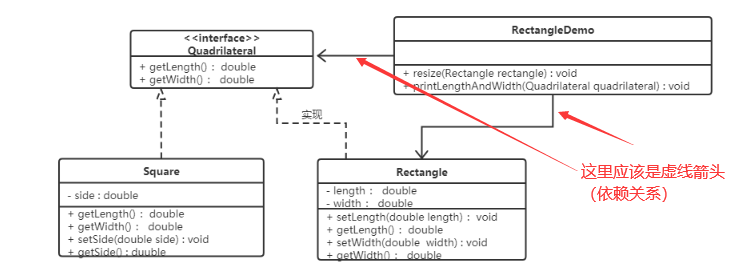 <<interface>>
Quadrilateral
+ getLength() : double
+ getWidth() : double
RectangleDemo
+ resize(Rectangle rectangle) : void
+ printLengthAndWidth(Quadrilateral quadrilateral) : void
实现
Square
- side : double
+ getLength() : double
+ getWidth() : double
+ setSide(double side) : void
+ getSide() : double
Rectangle
- length : double
- width : double
+ setLength(double length) : void
+ getLength() : double
+ setWidth(double width) : void
+ getWidth() : double
这里应该是虚线箭头
（依赖关系）